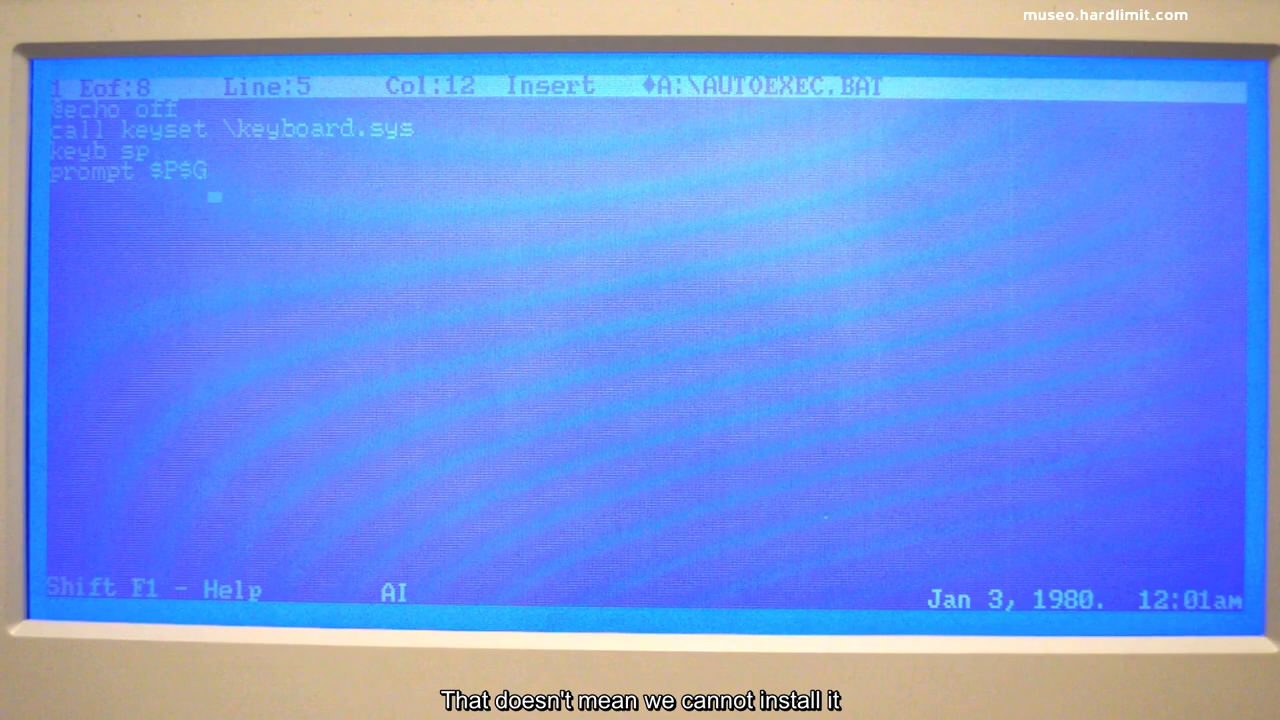 museo.hardlimit.com
1 Eof:8 Line:5 Col:12 Insert ♦A:\AUTOEXEC.BAT
@echo off
call keyset \keyboard.sys
keyb sp
prompt $P$G
Shift F1 - Help AI Jan 3, 1980. 12:01am
That doesn't mean we cannot install it